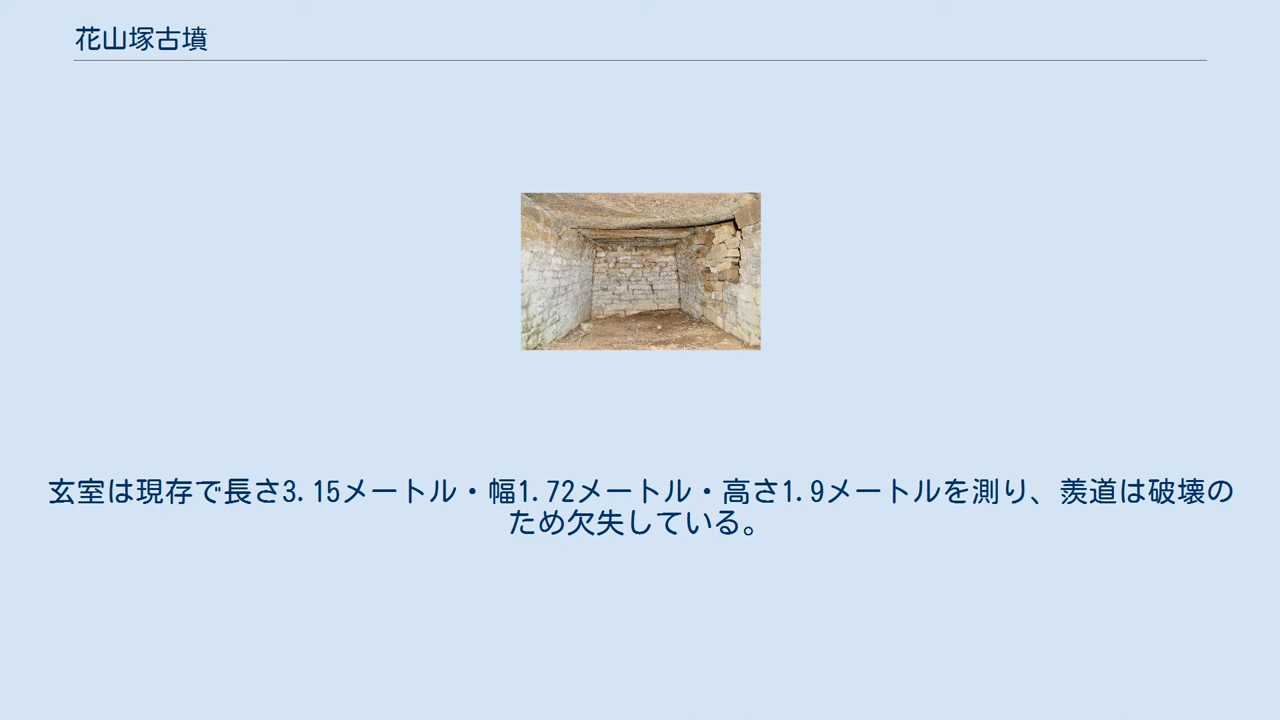 花山塚古墳
玄室は現存で長さ3.15メートル・幅1.72メートル・高さ1.9メートルを測り、羨道は破壊の
ため欠失している。